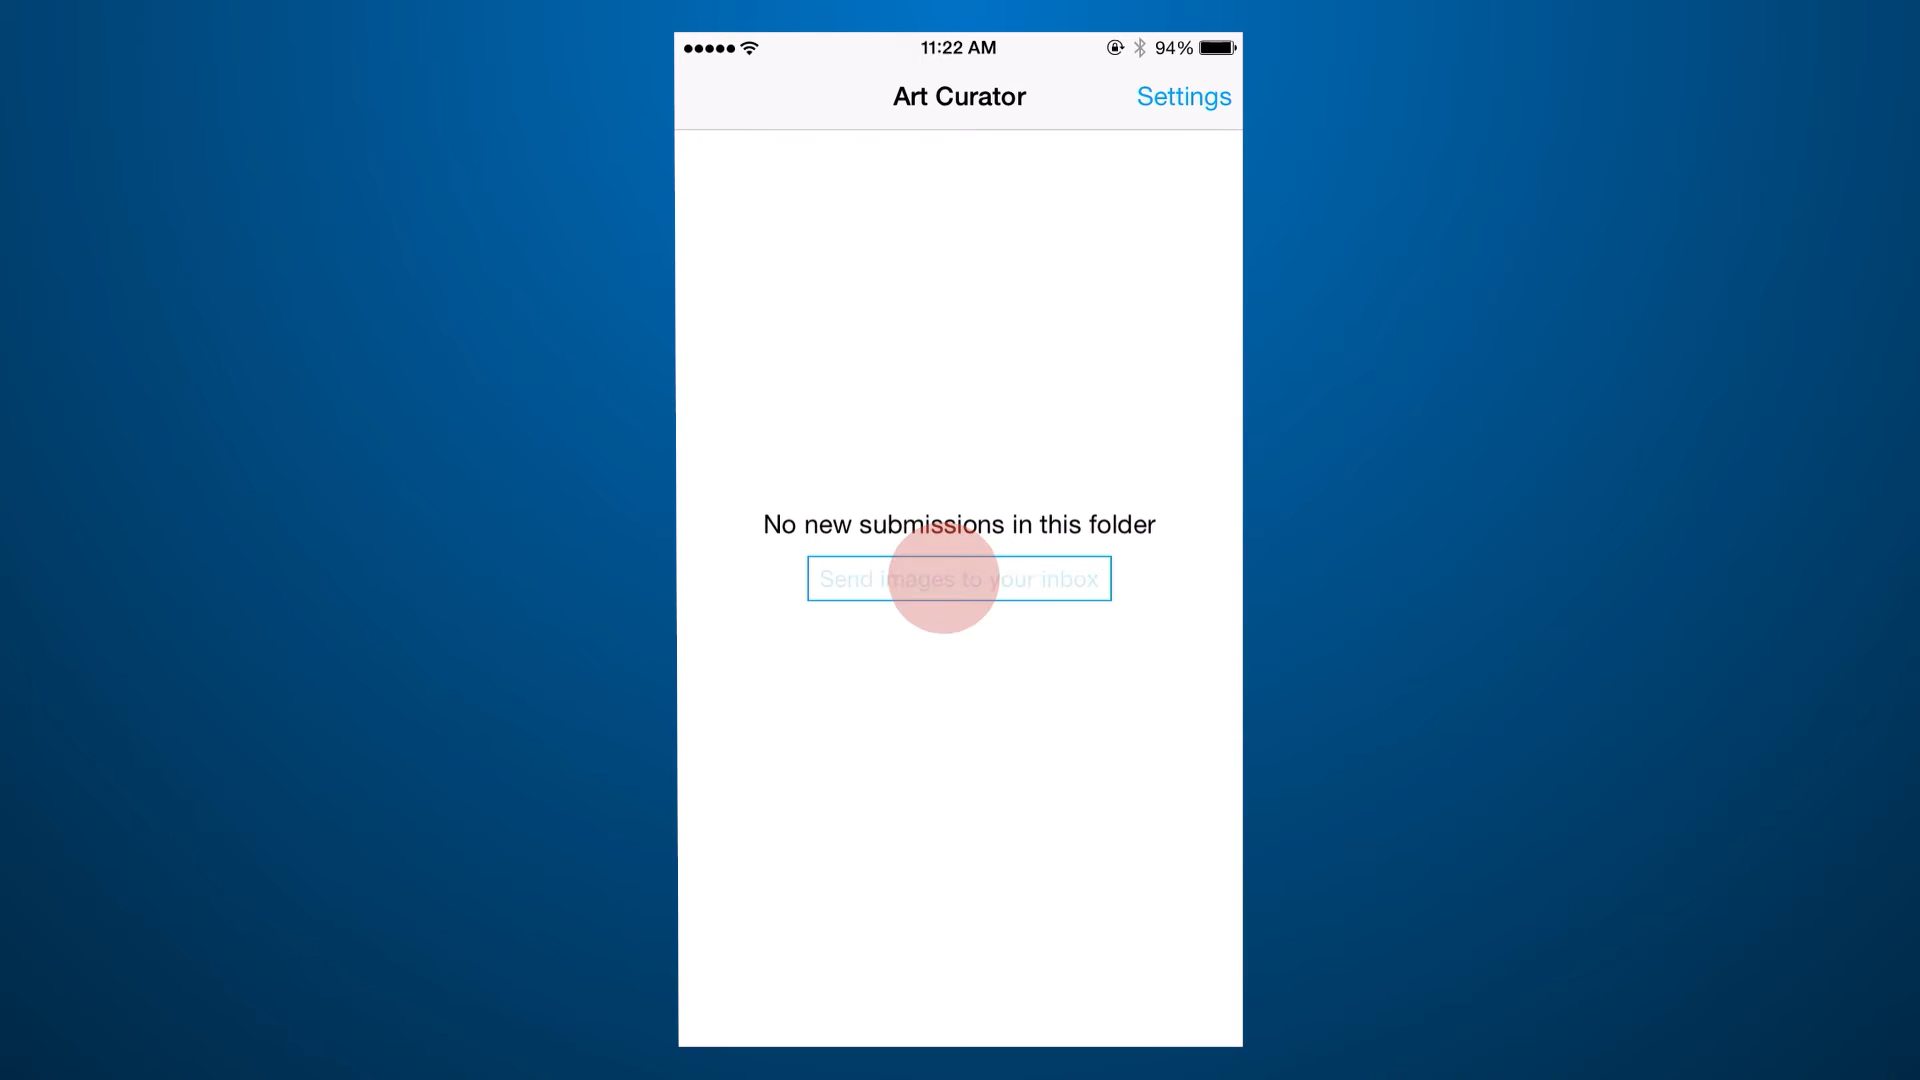 11:22 AM
94%
Art Curator
Settings
No new submissions in this folder
Send images to your inbox